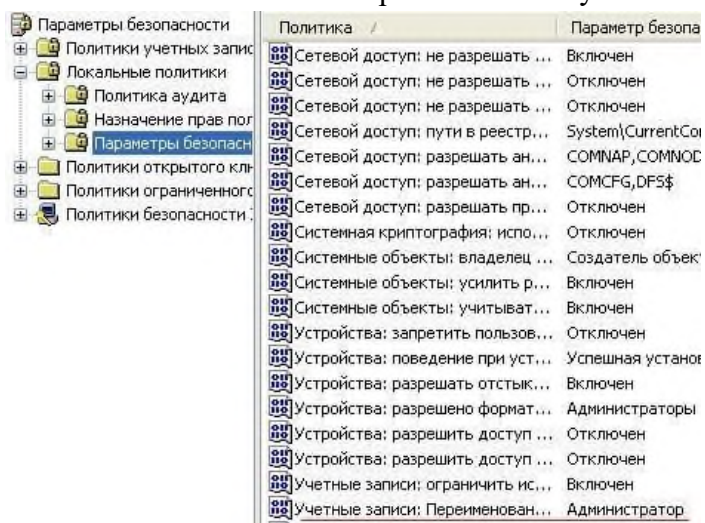 Параметры безопасности
Политики учетных запис
Локальные политики
Политика аудита
Назначение прав пол
Параметры безопасн
Политики открытого клю
Политики ограниченного
Политики безопасности
Политика / Параметр безопа
Сетевой доступ: не разрешать ... Включен
Сетевой доступ: не разрешать ... Отключен
Сетевой доступ: не разрешать ... Отключен
Сетевой доступ: пути в реестр... System\CurrentCon
Сетевой доступ: разрешать ан... COMNAP,COMNOD
Сетевой доступ: разрешать ан... COMCFG,DFS$
Сетевой доступ: разрешать пр... Отключен
Системная криптография: испо... Отключен
Системные объекты: владелец ... Создатель объект
Системные объекты: усилить р... Включен
Системные объекты: учитыват... Включен
Устройства: запретить пользов... Отключен
Устройства: поведение при уст... Успешная установ
Устройства: разрешать отстык... Включен
Устройства: разрешено формат... Администраторы
Устройства: разрешить доступ ... Отключен
Устройства: разрешить доступ ... Отключен
Учетные записи: ограничить ис... Включен
Учетные записи: Переименован... Администратор